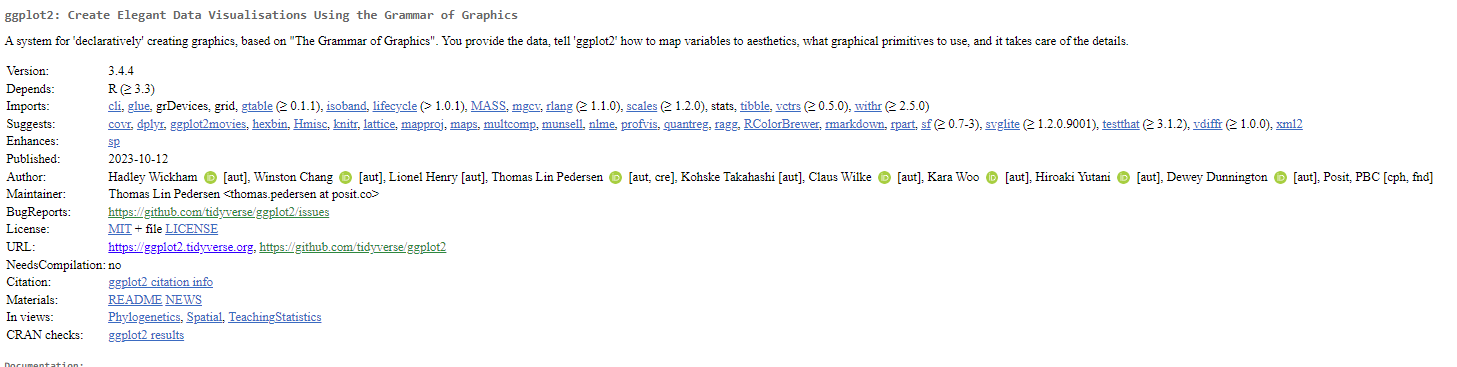 ggplot2: Create Elegant Data Visualisations Using the Grammar of Graphics
A system for 'declaratively' creating graphics, based on "The Grammar of Graphics". You provide the data, tell 'ggplot2' how to map variables to aesthetics, what graphical primitives to use, and it takes care of the details.
Version: 3.4.4
Depends: R (≥ 3.3)
Imports: cli, glue, grDevices, grid, gtable (≥ 0.1.1), isoband, lifecycle (> 1.0.1), MASS, mgcv, rlang (≥ 1.1.0), scales (≥ 1.2.0), stats, tibble, vctrs (≥ 0.5.0), withr (≥ 2.5.0)
Suggests: covr, dplyr, ggplot2movies, hexbin, Hmisc, knitr, lattice, mapproj, maps, multcomp, munsell, nlme, profvis, quantreg, ragg, RColorBrewer, rmarkdown, rpart, sf (≥ 0.7-3), svglite (≥ 1.2.0.9001), testthat (≥ 3.1.2), vdiffr (≥ 1.0.0), xml2
Enhances: sp
Published: 2023-10-12
Author: Hadley Wickham iD [aut], Winston Chang iD [aut], Lionel Henry [aut], Thomas Lin Pedersen iD [aut, cre], Kohske Takahashi [aut], Claus Wilke iD [aut], Kara Woo iD [aut], Hiroaki Yutani iD [aut], Dewey Dunnington iD [aut], Posit, PBC [cph, fnd]
Maintainer: Thomas Lin Pedersen <thomas.pedersen at posit.co>
BugReports: https://github.com/tidyverse/ggplot2/issues
License: MIT + file LICENSE
URL: https://ggplot2.tidyverse.org, https://github.com/tidyverse/ggplot2
NeedsCompilation: no
Citation: ggplot2 citation info
Materials: README NEWS
In views: Phylogenetics, Spatial, TeachingStatistics
CRAN checks: ggplot2 results
Documentation: